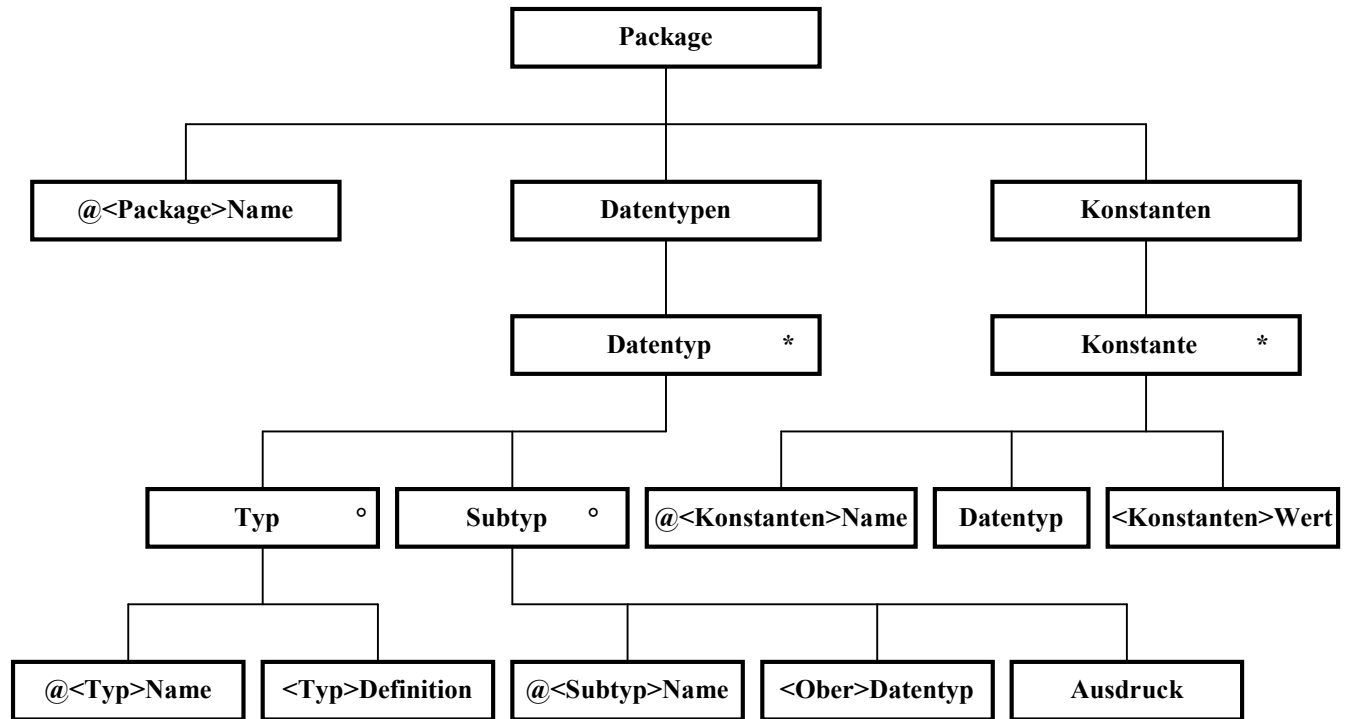 Package
@<Package>Name
Datentypen
Konstanten
Datentyp *
Konstante *
Typ °
Subtyp °
@<Konstanten>Name
Datentyp
<Konstanten>Wert
@<Typ>Name
<Typ>Definition
@<Subtyp>Name
<Ober>Datentyp
Ausdruck